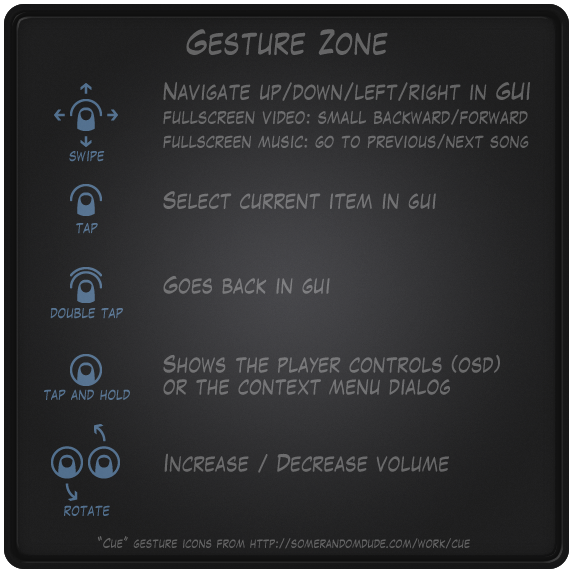 GESTURE ZONE
NAVIGATE UP/DOWN/LEFT/RIGHT IN GUI
FULLSCREEN VIDEO: SMALL BACKWARD/FORWARD
FULLSCREEN MUSIC: GO TO PREVIOUS/NEXT SONG
SWIPE
SELECT CURRENT ITEM IN GUI
TAP
GOES BACK IN GUI
DOUBLE TAP
SHOWS THE PLAYER CONTROLS (OSD)
OR THE CONTEXT MENU DIALOG
TAP AND HOLD
INCREASE / DECREASE VOLUME
ROTATE
"CUE" GESTURE ICONS FROM HTTP://SOMERANDOMDUDE.COM/WORK/CUE